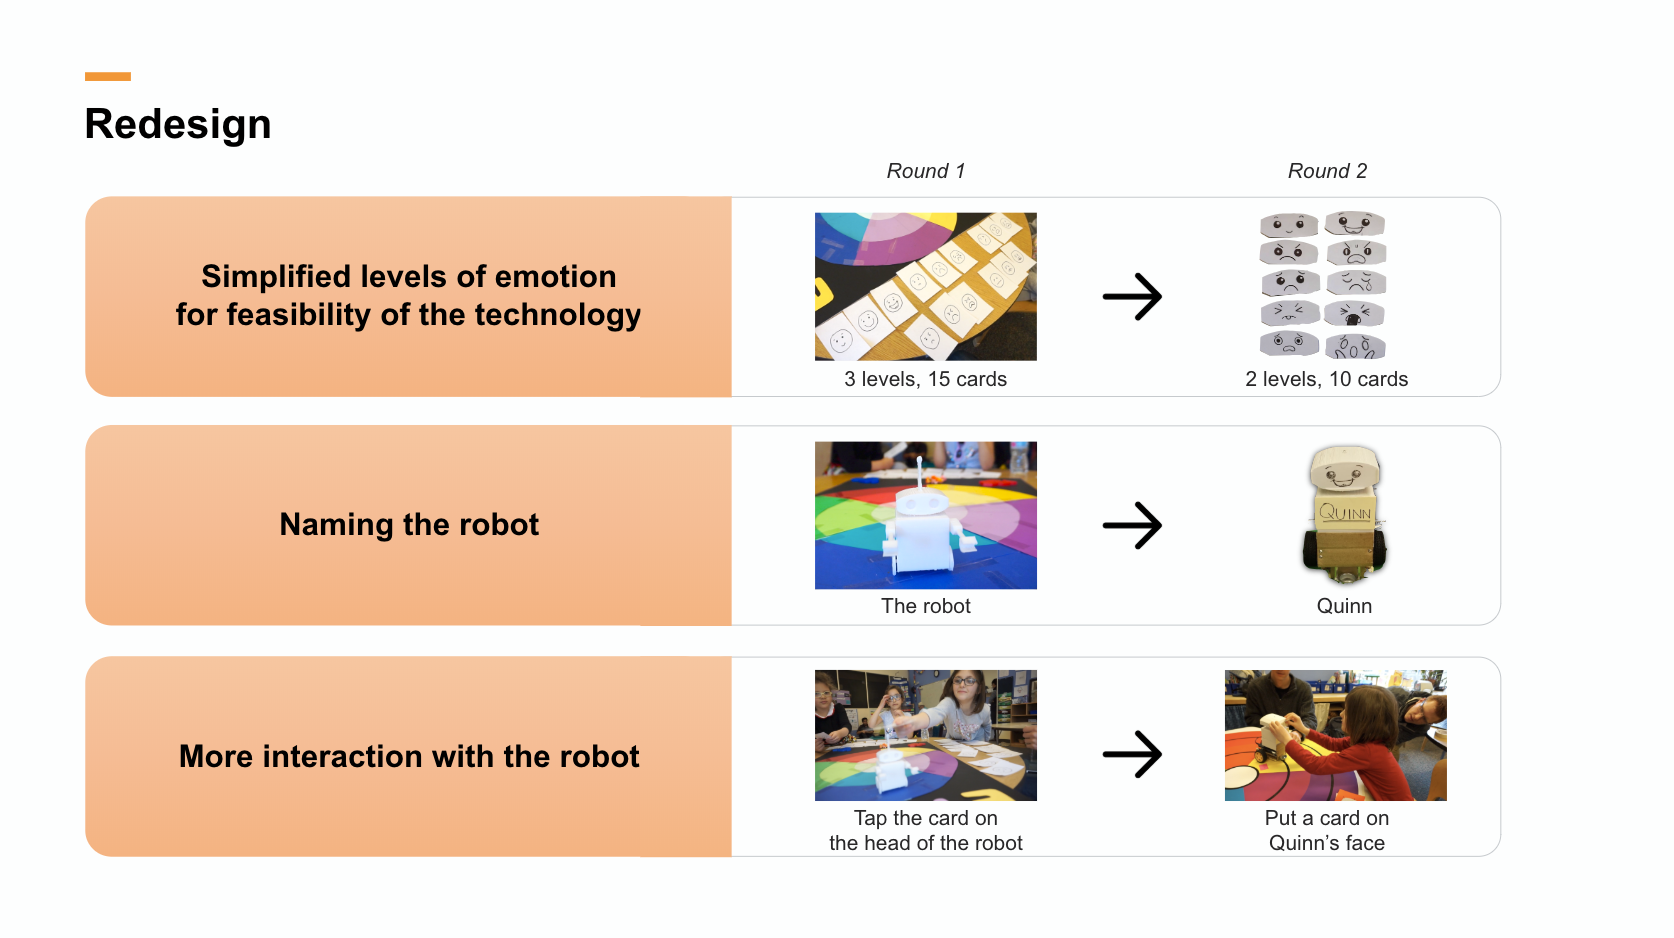 Redesign
Round 1
Round 2
Simplified levels of emotion
for feasibility of the technology
3 levels, 15 cards
2 levels, 10 cards
Naming the robot
QUINN
The robot
Quinn
More interaction with the robot
Tap the card on
the head of the robot
Put a card on
Quinn’s face